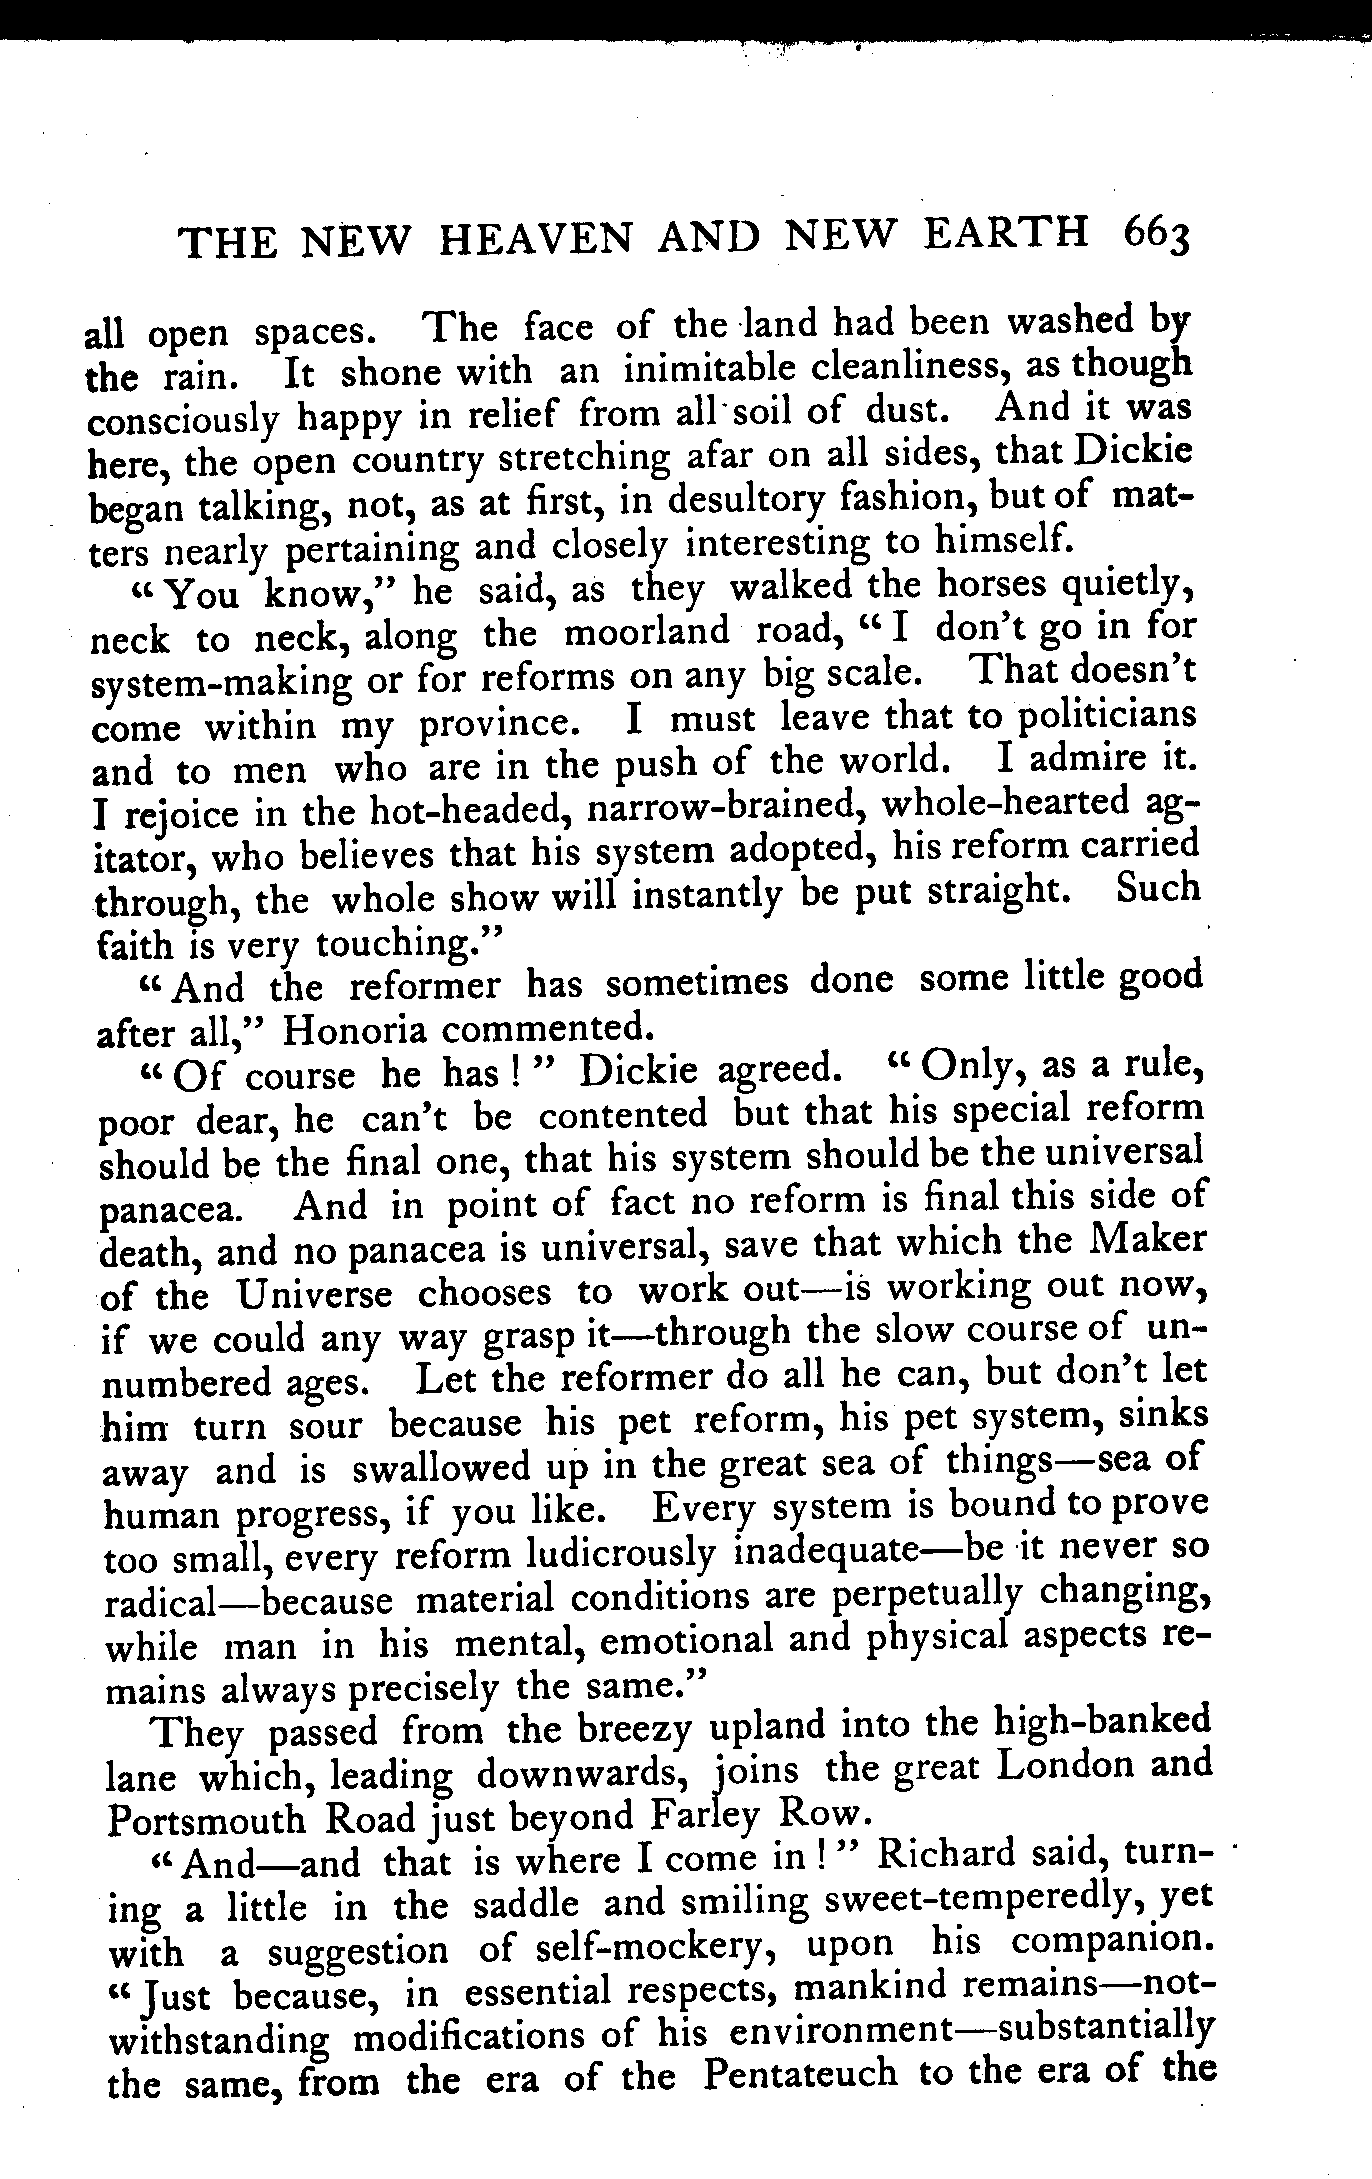 THE NEW HEAVEN AND NEW EARTH 663
all open spaces. The face of the land had been washed by
the rain. It shone with an inimitable cleanliness, as though
consciously happy in relief from all soil of dust. And it was
here, the open country stretching afar on all sides, that Dickie
began talking, not, as at first, in desultory fashion, but of mat-
ters nearly pertaining and closely interesting to himself.
“You know,” he said, as they walked the horses quietly,
neck to neck, along the moorland road, “I don’t go in for
system-making or for reforms on any big scale. That doesn’t
come within my province. I must leave that to politicians
and to men who are in the push of the world. I admire it.
I rejoice in the hot-headed, narrow-brained, whole-hearted ag-
itator, who believes that his system adopted, his reform carried
through, the whole show will instantly be put straight. Such
faith is very touching.”
“And the reformer has sometimes done some little good
after all,” Honoria commented.
“Of course he has!” Dickie agreed. “Only, as a rule,
poor dear, he can’t be contented but that his special reform
should be the final one, that his system should be the universal
panacea. And in point of fact no reform is final this side of
death, and no panacea is universal, save that which the Maker
of the Universe chooses to work out—is working out now,
if we could any way grasp it—through the slow course of un-
numbered ages. Let the reformer do all he can, but don’t let
him turn sour because his pet reform, his pet system, sinks
away and is swallowed up in the great sea of things—sea of
human progress, if you like. Every system is bound to prove
too small, every reform ludicrously inadequate—be it never so
radical—because material conditions are perpetually changing,
while man in his mental, emotional and physical aspects re-
mains always precisely the same.”
They passed from the breezy upland into the high-banked
lane which, leading downwards, joins the great London and
Portsmouth Road just beyond Farley Row.
“And—and that is where I come in!” Richard said, turn-
ing a little in the saddle and smiling sweet-temperedly, yet
with a suggestion of self-mockery, upon his companion.
“Just because, in essential respects, mankind remains—not-
withstanding modifications of his environment—substantially
the same, from the era of the Pentateuch to the era of the